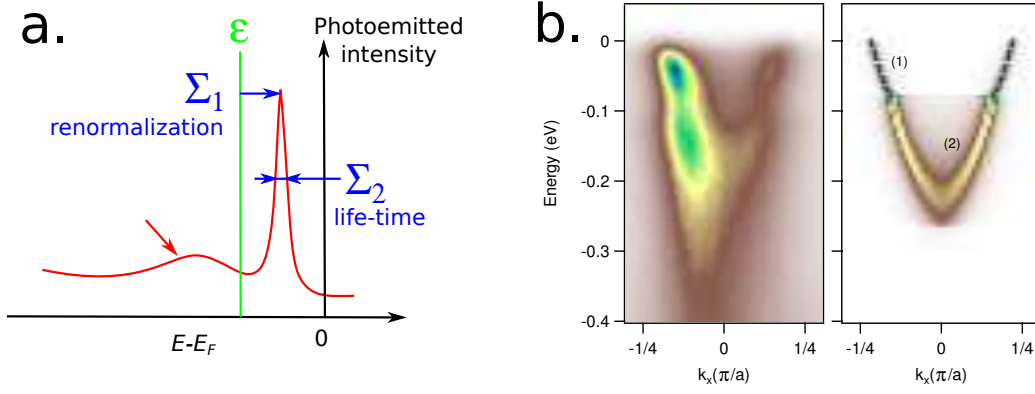 a.
ε
Photoemitted
intensity
Σ1
renormalization
Σ2
life-time
E-EF
0
b.
0
-0.1
-0.2
-0.3
-0.4
Energy (eV)
-1/4
0
1/4
kx(π/a)
(1)
(2)
-1/4
0
1/4
kx(π/a)